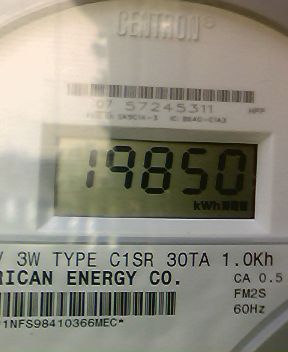 CENTRON®
07 57245311
HPP
19850
kWh
V 3W TYPE C1SR 30TA 1.0Kh
RICAN ENERGY CO.
CA 0.5
FM2S
60Hz
1NFS98410366MEC*